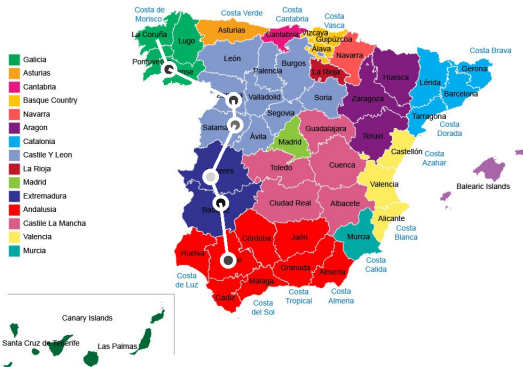 Costa de
Morisco
Costa Verde
Costa
Cantabria
Costa
Vasca
La Coruña
Lugo
Asturias
Cantabria
Vizcaya
Guipúzcoa
Álava
Navarra
León
Burgos
Palencia
La Rioja
Huesca
Lérida
Gerona
Costa Brava
Barcelona
Zaragoza
Soria
Valladolid
Segovia
Tarragona
Costa
Dorada
Ávila
Guadalajara
Teruel
Madrid
Castellón
Costa
Azahar
Toledo
Cuenca
Valencia
Balearic Islands
Ciudad Real
Albacete
Alicante
Costa
Blanca
Murcia
Costa
Calida
Córdoba
Jaén
Huelva
Granada
Almería
Málaga
Cádiz
Costa
de Luz
Costa
del Sol
Costa
Tropical
Costa
Almeria
Galicia
Asturias
Cantabria
Basque Country
Navarra
Aragon
Catalonia
Castile Y Leon
La Rioja
Madrid
Extremadura
Andalusia
Castile La Mancha
Valencia
Murcia
Canary Islands
Santa Cruz de Tenerife
Las Palmas